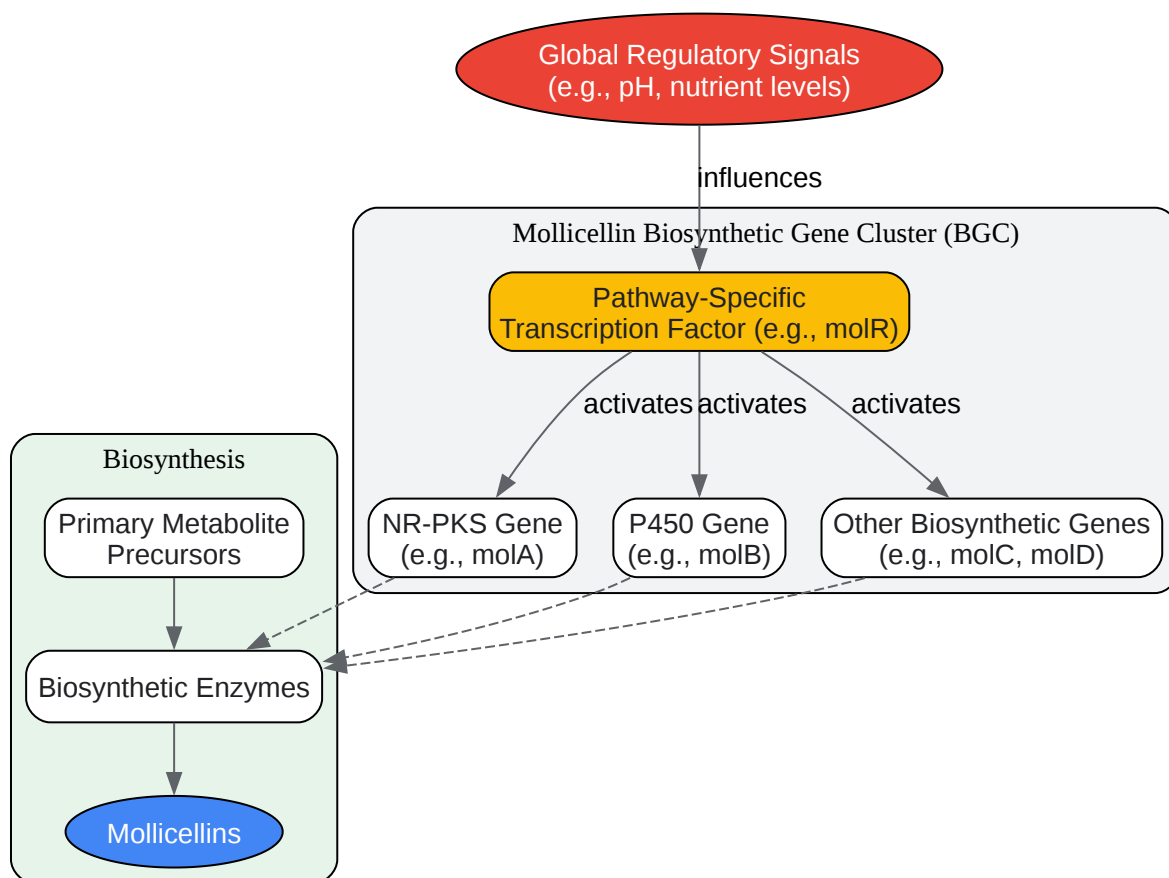 Global Regulatory Signals
(e.g., pH, nutrient levels)
influences
Mollicellin Biosynthetic Gene Cluster (BGC)
Pathway-Specific
Transcription Factor (e.g., molR)
activates
activates
activates
Biosynthesis
Primary Metabolite
Precursors
NR-PKS Gene
(e.g., molA)
P450 Gene
(e.g., molB)
Other Biosynthetic Genes
(e.g., molC, molD)
Biosynthetic Enzymes
Mollicellins